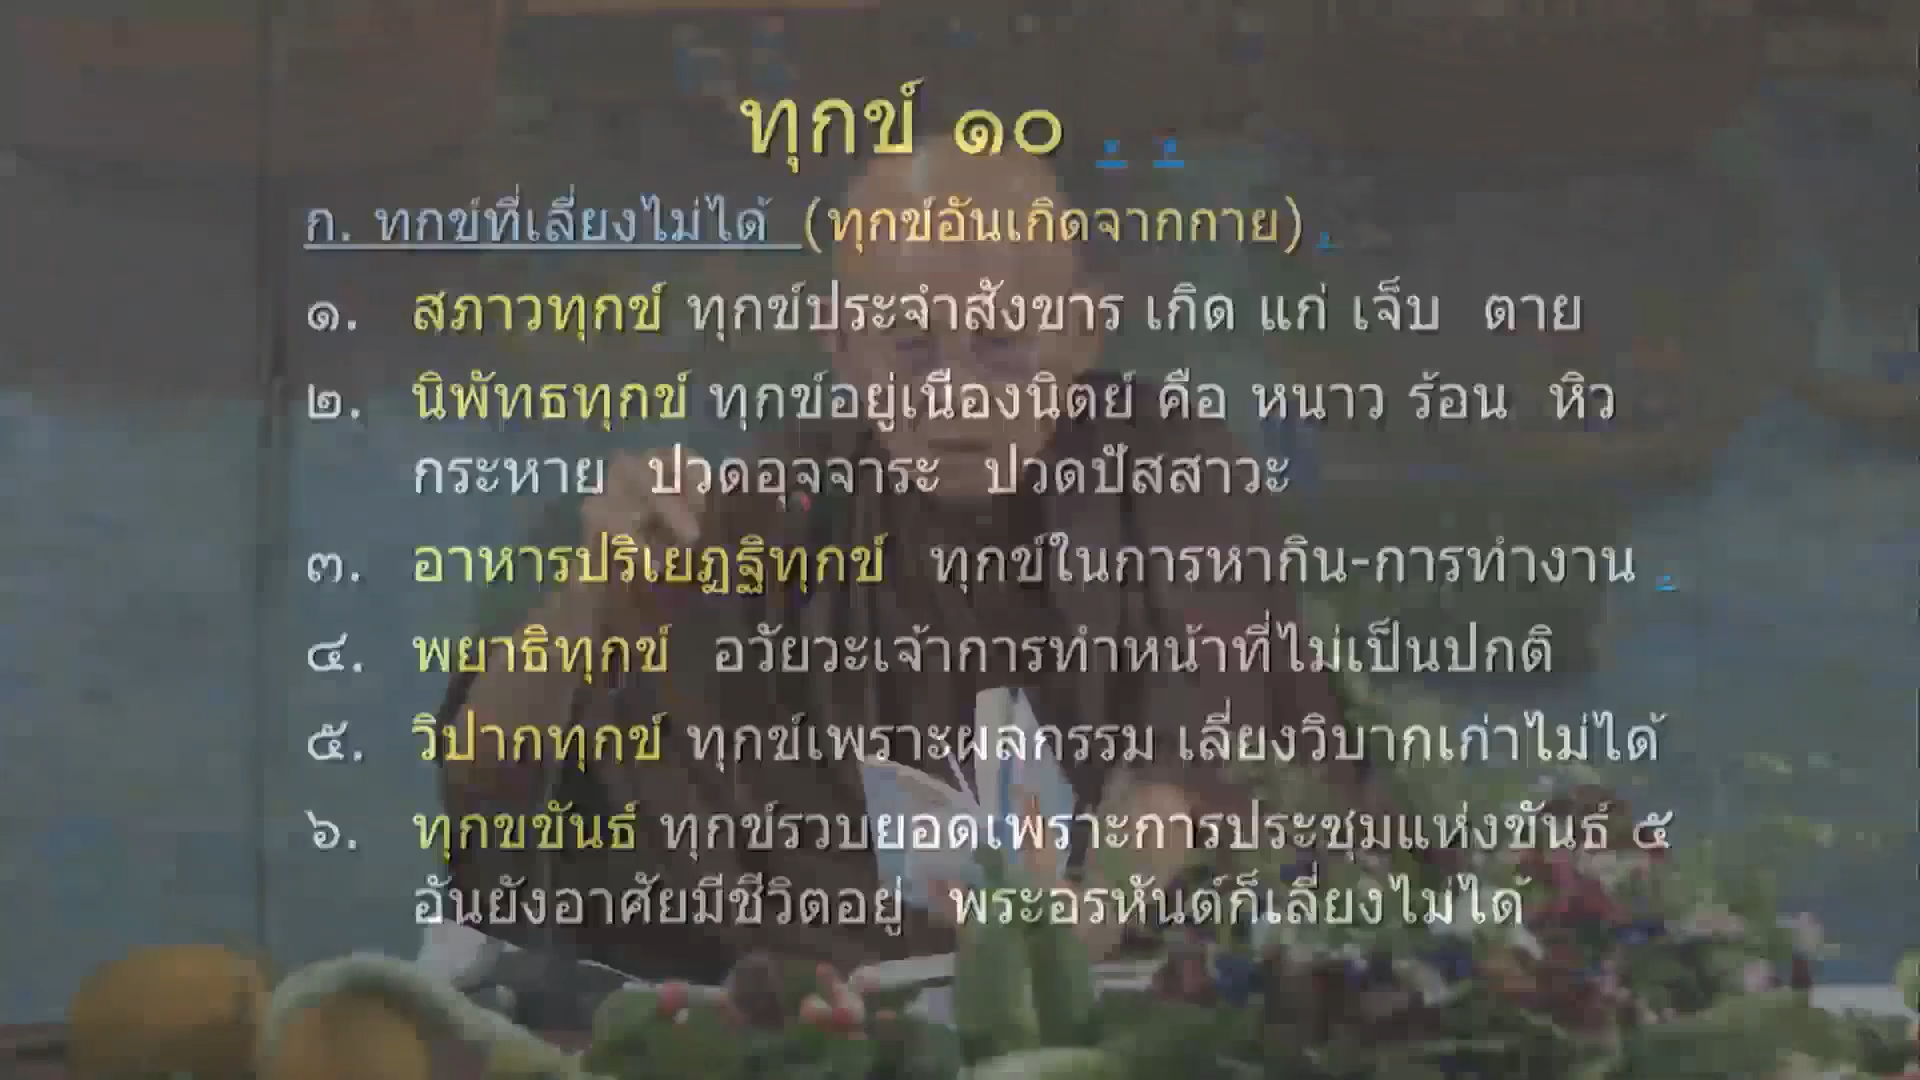 ทุกข์ ๑๐ . .
ก. ทุกข์ที่เลี่ยงไม่ได้ (ทุกข์อันเกิดจากกาย) .
๑. สภาวทุกข์ ทุกข์ประจำสังขาร เกิด แก่ เจ็บ ตาย
๒. นิพัทธทุกข์ ทุกข์อยู่เนืองนิตย์ คือ หนาว ร้อน หิว
กระหาย ปวดอุจจาระ ปวดปัสสาวะ
๓. อาหารปริเยฏฐิทุกข์ ทุกข์ในการหากิน-การทำงาน .
๔. พยาธิทุกข์ อวัยวะเจ้าการทำหน้าที่ไม่เป็นปกติ
๕. วิปากทุกข์ ทุกข์เพราะผลกรรม เลี่ยงวิบากเก่าไม่ได้
๖. ทุกขขันธ์ ทุกข์รวบยอดเพราะการประชุมแห่งขันธ์ ๕
อันยังอาศัยมีชีวิตอยู่ พระอรหันต์ก็เลี่ยงไม่ได้